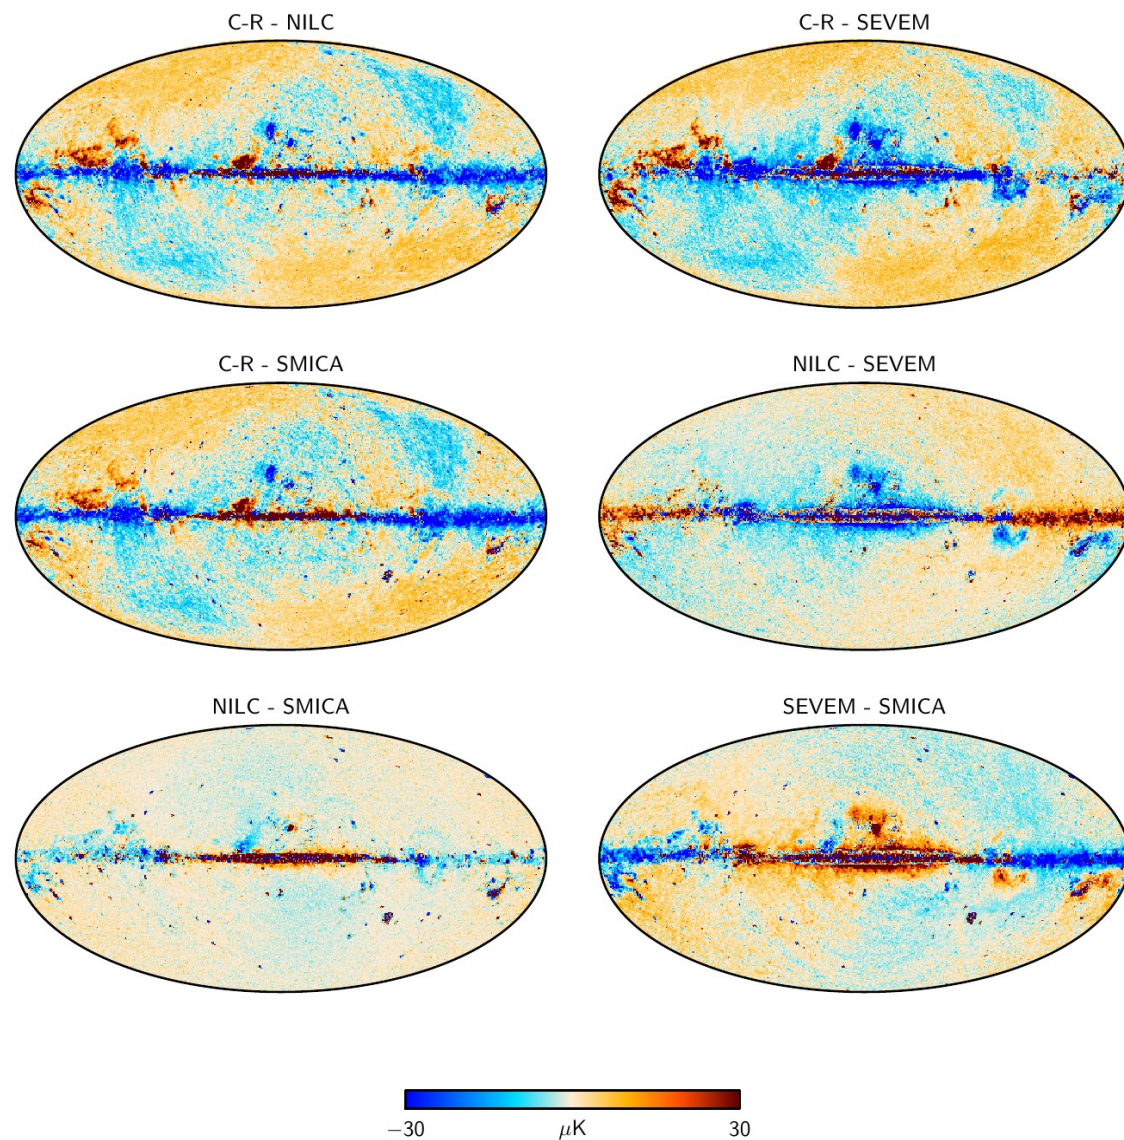 C-R - NILC
C-R - SEVEM
C-R - SMICA
NILC - SEVEM
NILC - SMICA
SEVEM - SMICA
−30
μK
30